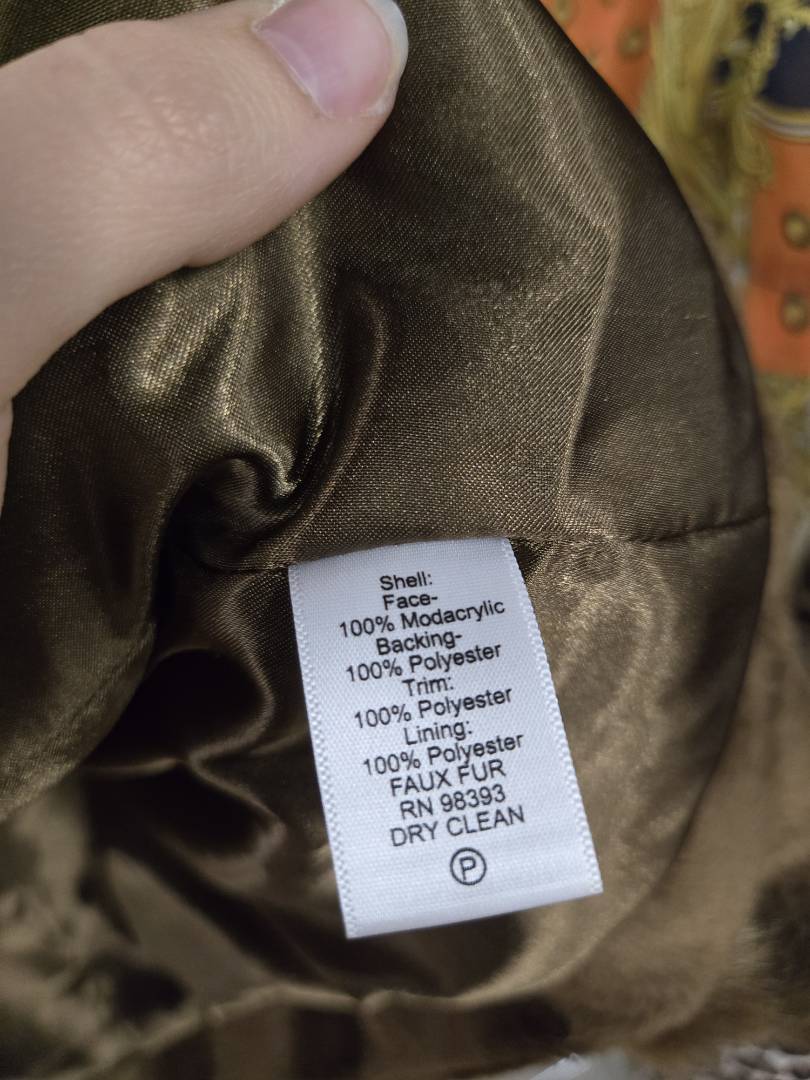 Shell:
Face-
100% Modacrylic
Backing-
100% Polyester
Trim:
100% Polyester
Lining:
100% Polyester
FAUX FUR
RN 98393
DRY CLEAN
P